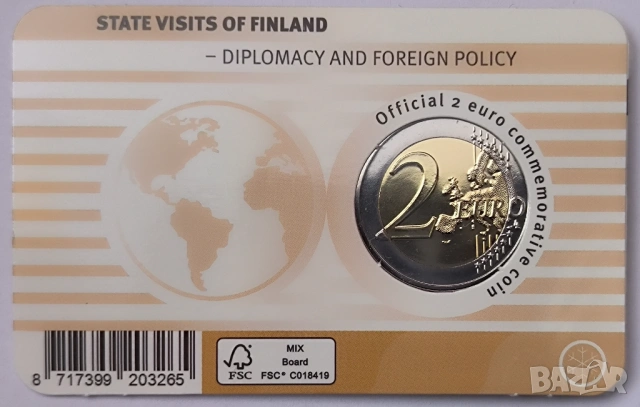 STATE VISITS OF FINLAND
– DIPLOMACY AND FOREIGN POLICY
Official 2 euro commemorative coin
2 EURO
8 717399 203265
FSC
MIX
Board
FSC® C018419
BAZAR